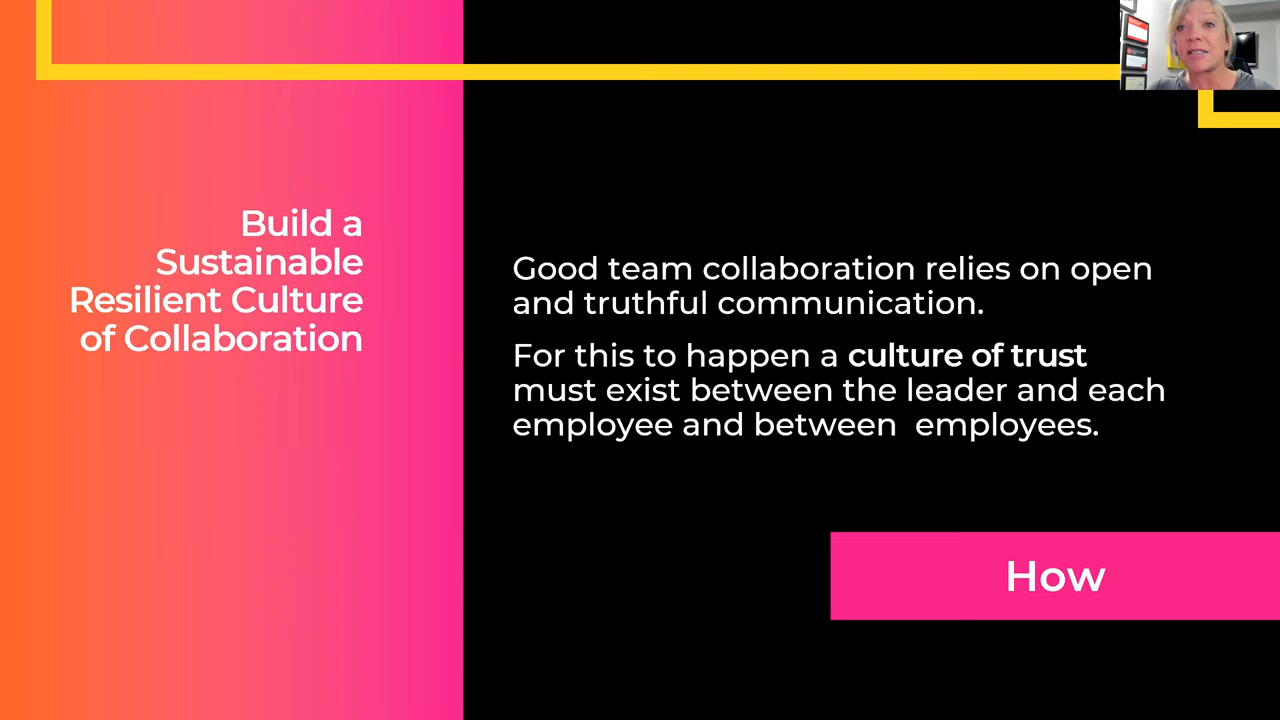 Build a
Sustainable
Resilient Culture
of Collaboration
Good team collaboration relies on open
and truthful communication.
For this to happen a culture of trust
must exist between the leader and each
employee and between  employees.
How